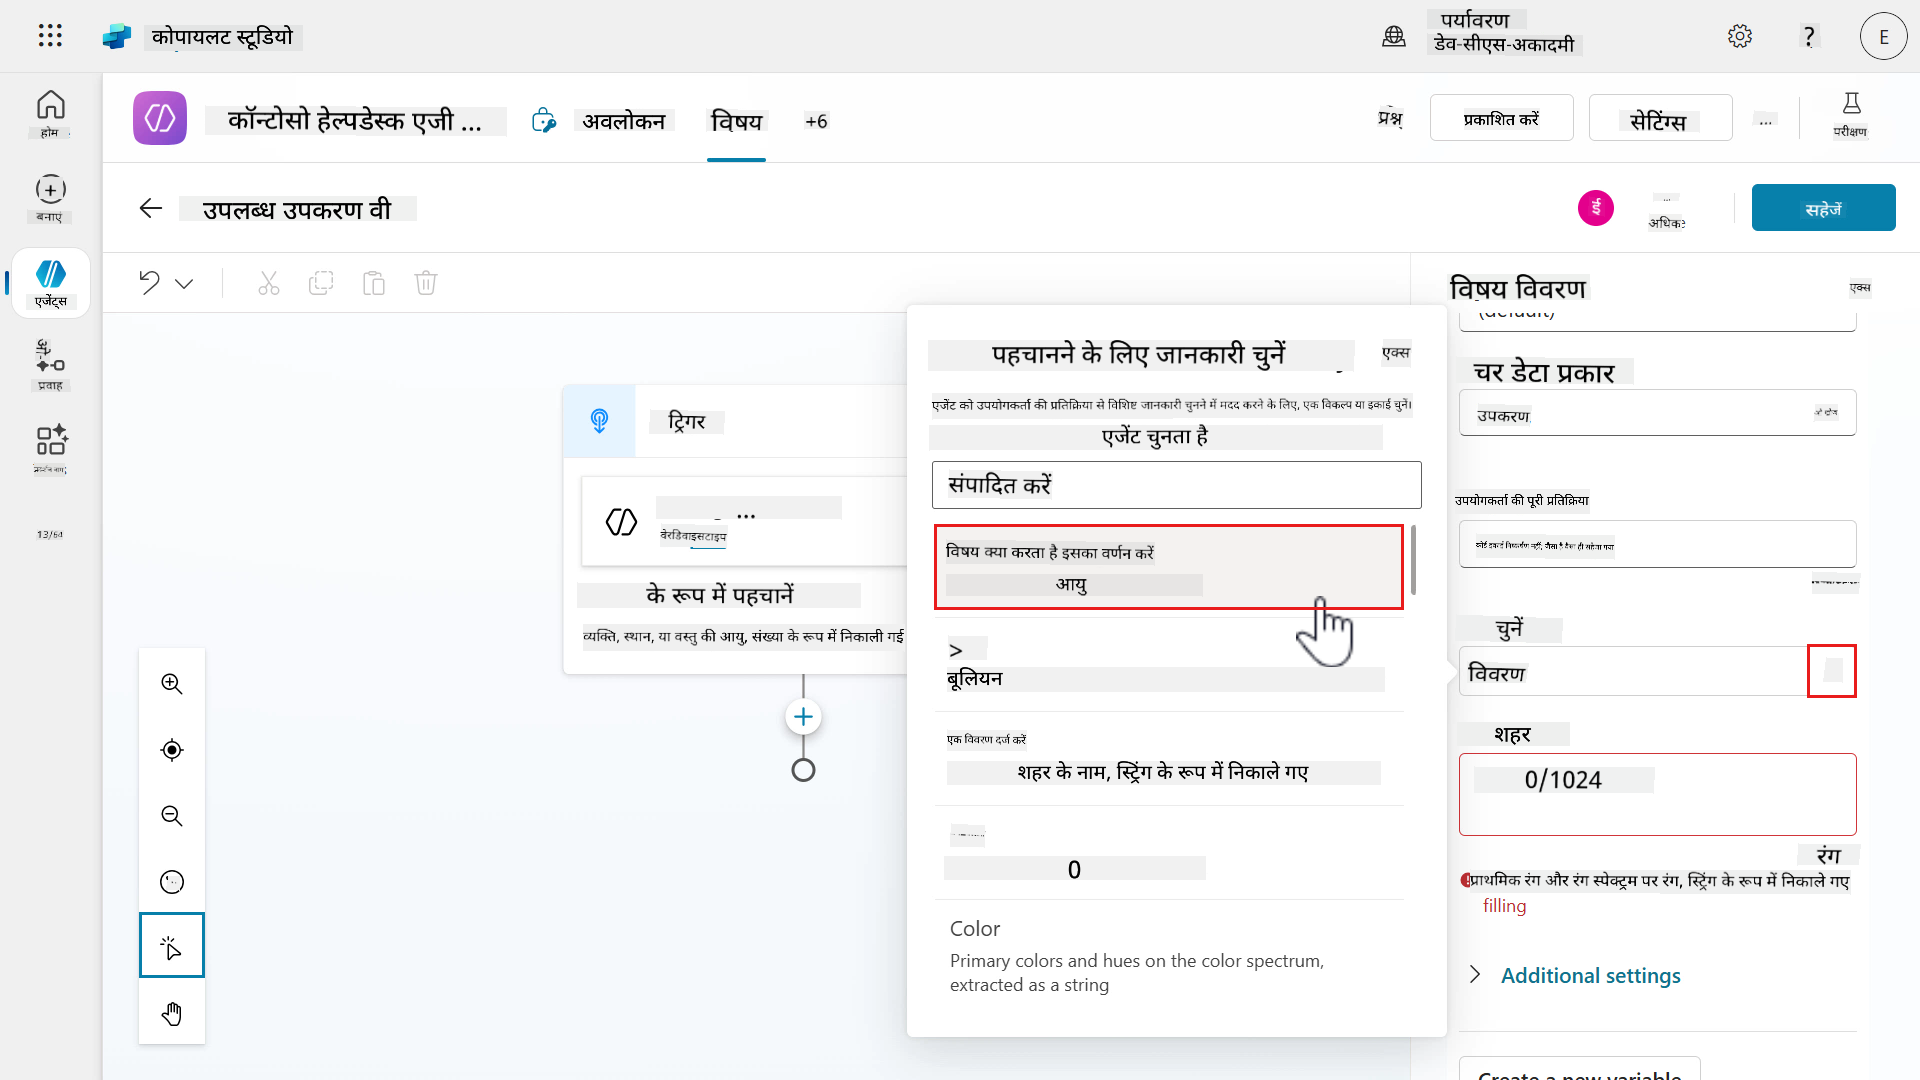 कोपायलट स्टूडियो
पर्यावरण
डेव-सीएस-अकादमी
?
E
होम
बनाएं
एजेंट्स
प्रवाह
13/64
कॉन्टोसो हेल्पडेस्क एजी ...
अवलोकन
विषय
+6
प्रश्न
प्रकाशित करें
सेटिंग्स
...
परीक्षण
उपलब्ध उपकरण वी
ई
अधिक
सहेजें
ट्रिगर
...
के रूप में पहचानें
व्यक्ति, स्थान, या वस्तु की आयु, संख्या के रूप में निकाली गई
पहचानने के लिए जानकारी चुनें
एक्स
एजेंट को उपयोगकर्ता की प्रतिक्रिया से विशिष्ट जानकारी चुनने में मदद करने के लिए, एक विकल्प या इकाई चुनें।
एजेंट चुनता है
संपादित करें
विषय क्या करता है इसका वर्णन करें
आयु
>
बूलियन
एक विवरण दर्ज करें
शहर के नाम, स्ट्रिंग के रूप में निकाले गए
0
Color
Primary colors and hues on the color spectrum,
extracted as a string
विषय विवरण
एक्स
(default)
चर डेटा प्रकार
उपकरण
उपयोगकर्ता की पूरी प्रतिक्रिया
चुनें
विवरण
शहर
0/1024
रंग
प्राथमिक रंग और रंग स्पेक्ट्रम पर रंग, स्ट्रिंग के रूप में निकाले गए
filling
Additional settings
Create a new variable